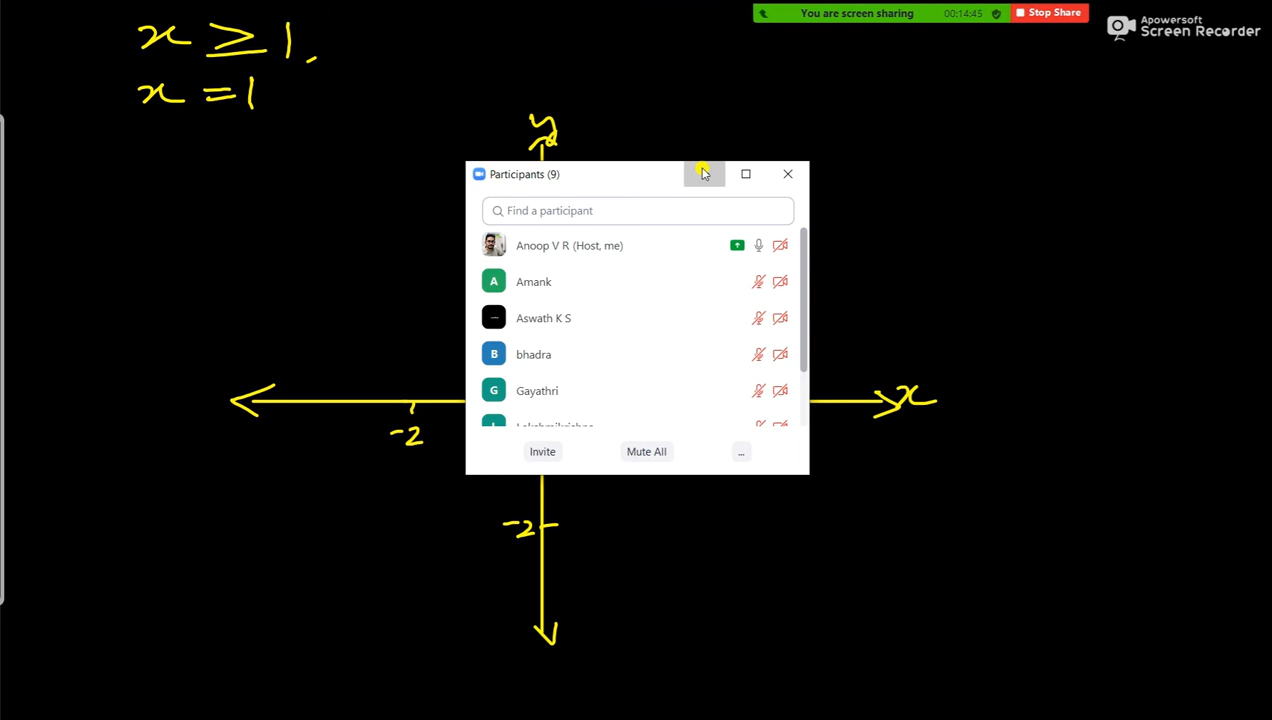 x ≥ 1,
x = 1
You are screen sharing 00:14:45 Stop Share
Apowersoft
Screen Recorder
y
Participants (9)
Find a participant
Anoop V R (Host, me)
A Amank
Aswath K S
B bhadra
G Gayathri
x
-2
Invite Mute All ...
-2